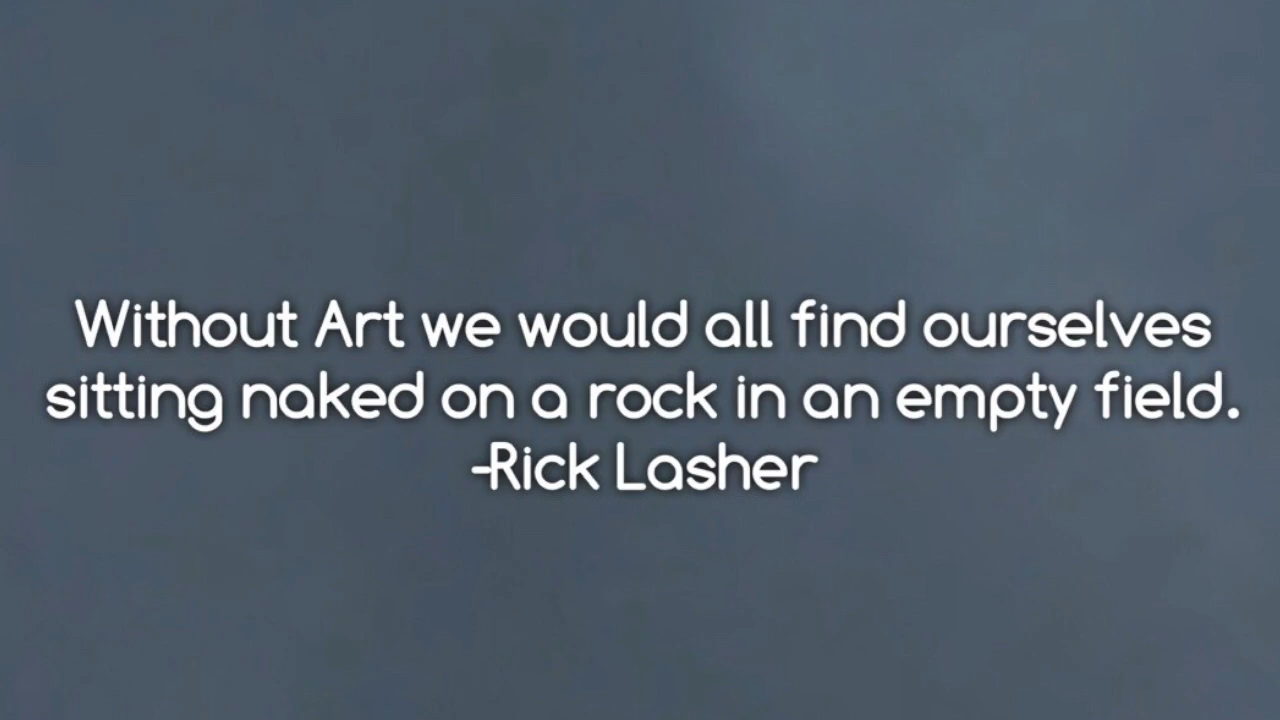 Without Art we would all find ourselves
sitting naked on a rock in an empty field.
-Rick Lasher